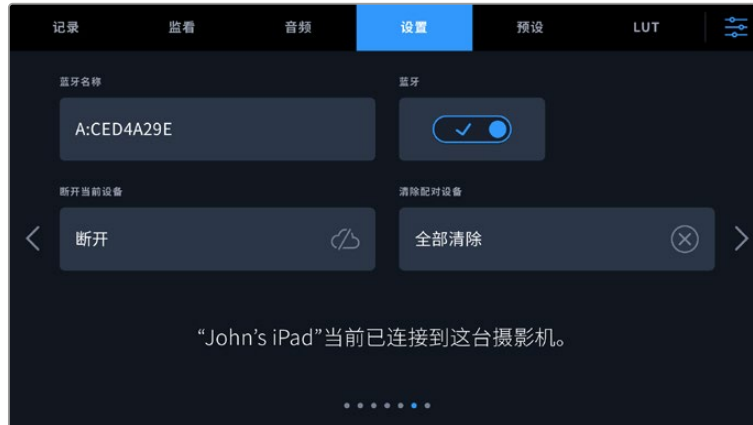 记录 监看 音频 设置 预设 LUT
蓝牙名称 蓝牙
A:CED4A29E
断开当前设备 清除配对设备
断开 全部清除
“John’s iPad”当前已连接到这台摄影机。